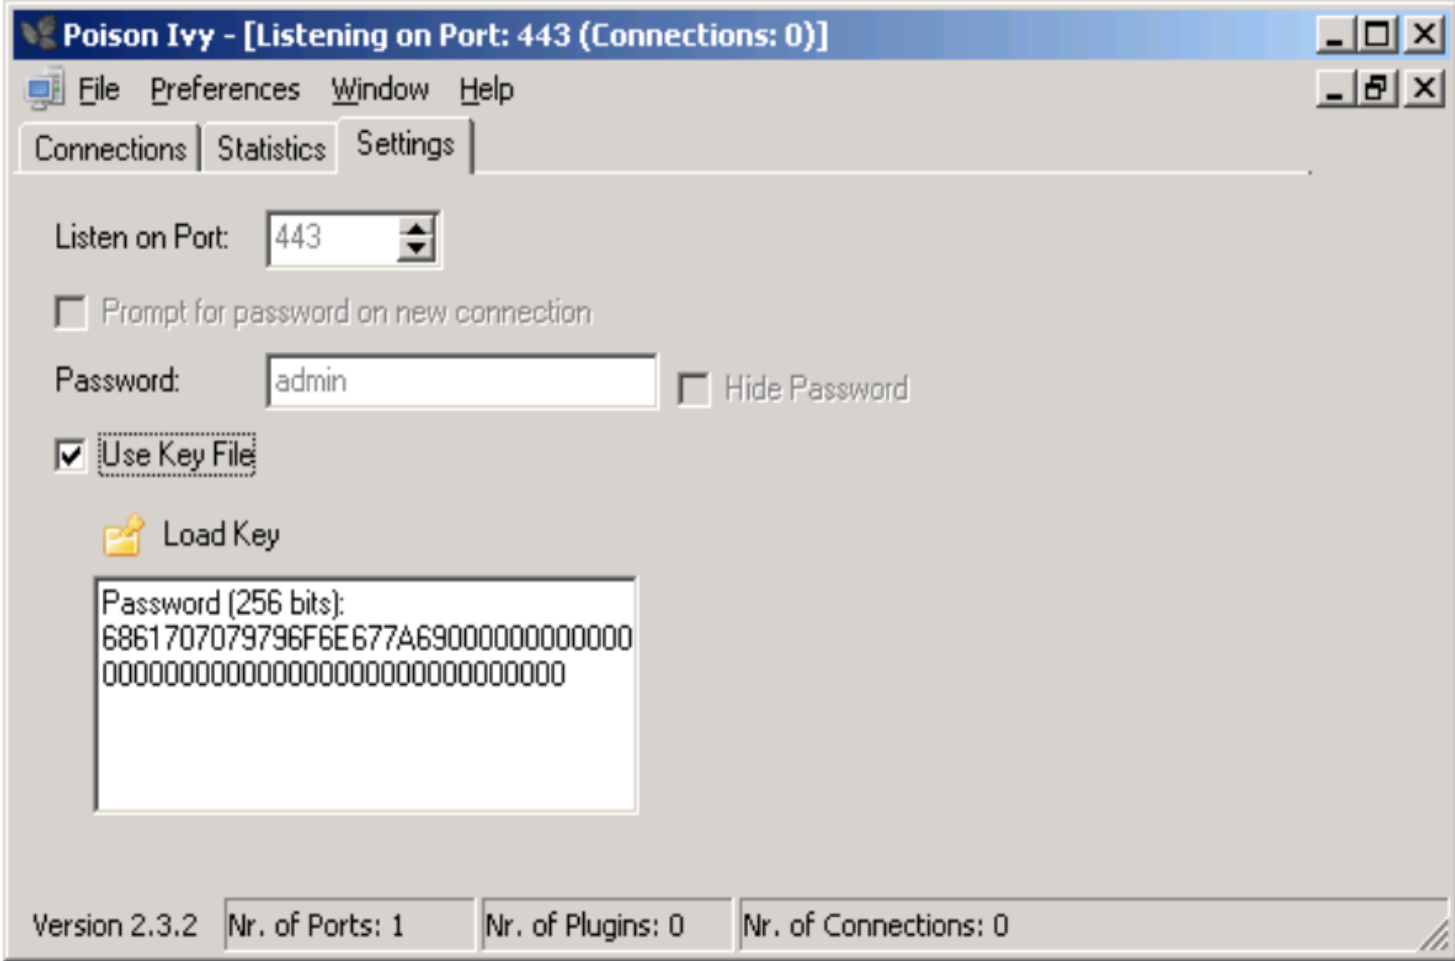 Poison Ivy - [Listening on Port: 443 (Connections: 0)]
File Preferences Window Help
Connections Statistics Settings
Listen on Port: 443
Prompt for password on new connection
Password: admin Hide Password
Use Key File
Load Key
Password (256 bits):
6861707079796F6E677A69000000000000
000000000000000000000000000000
Version 2.3.2 Nr. of Ports: 1 Nr. of Plugins: 0 Nr. of Connections: 0